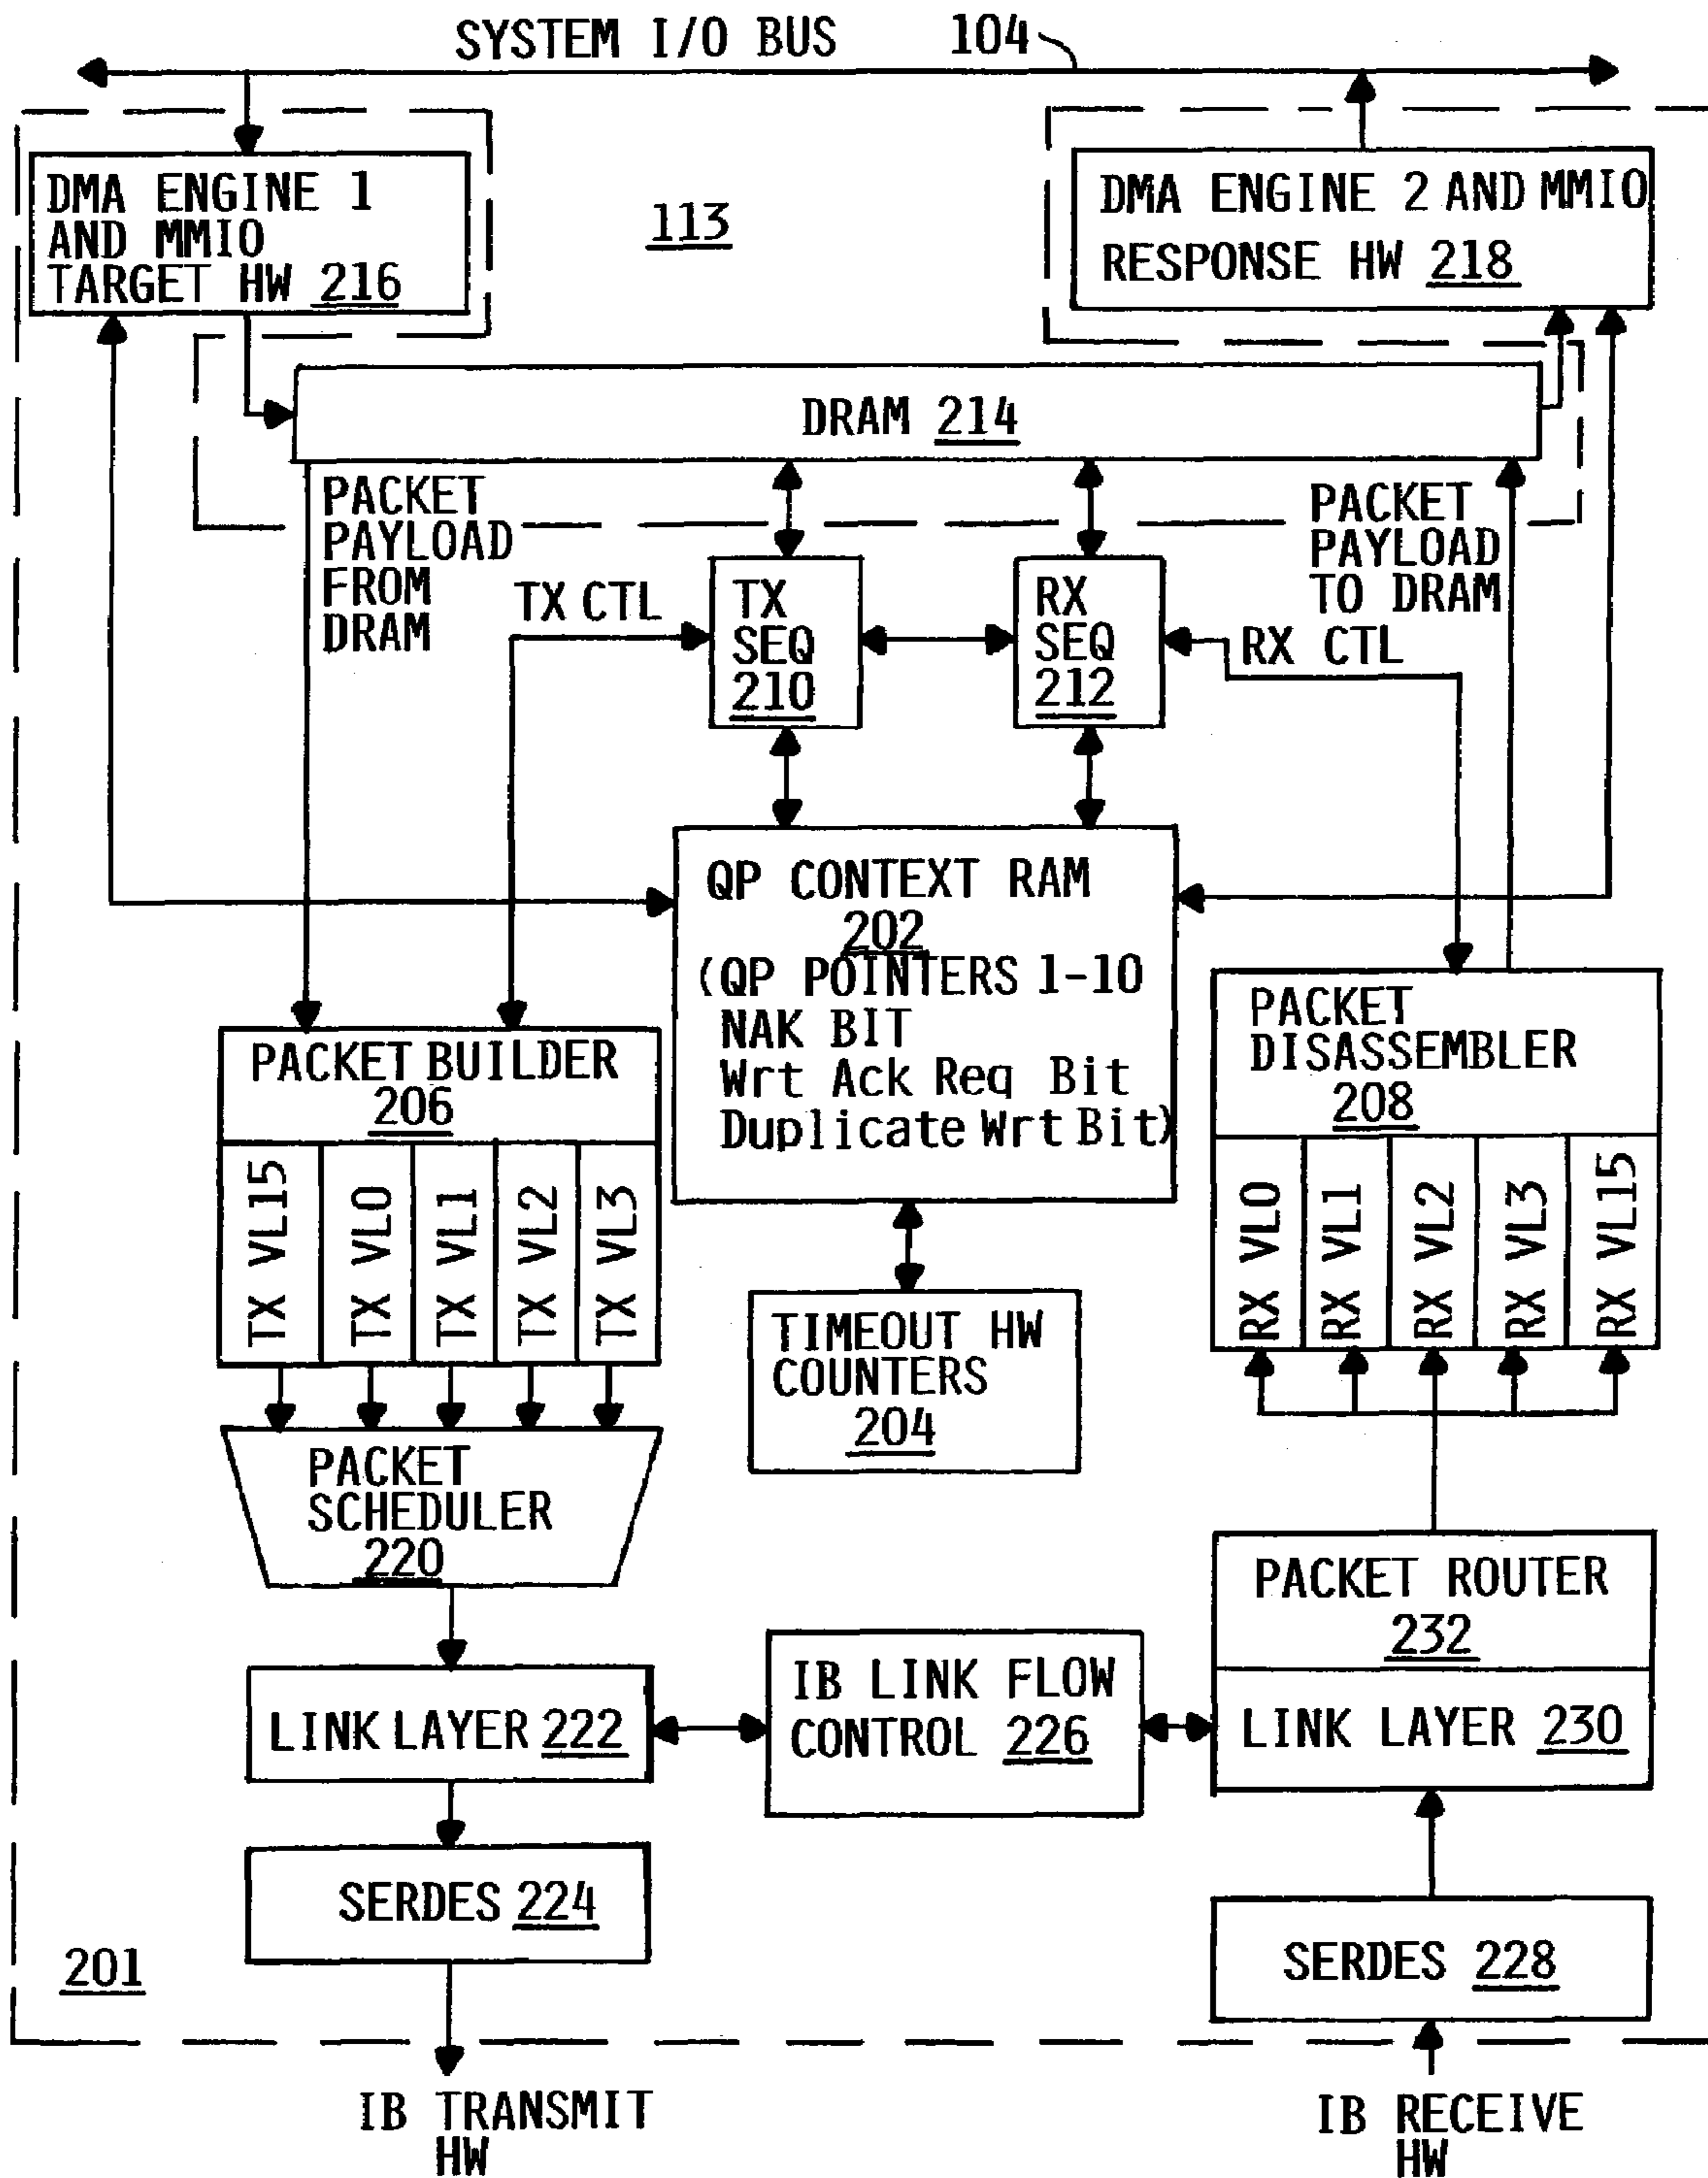 SYSTEM I/O BUS 104
DMA ENGINE 1
AND MMIO
TARGET HW 216
113
DMA ENGINE 2 AND MMIO
RESPONSE HW 218
DRAM 214
PACKET
PAYLOAD
FROM
DRAM
TX CTL
TX
SEQ
210
RX
SEQ
212
PACKET
PAYLOAD
TO DRAM
RX CTL
QP CONTEXT RAM
202
(QP POINTERS 1-10
NAK BIT
Wrt Ack Req Bit
Duplicate Wrt Bit)
PACKET BUILDER
206
TX VL15
TX VL0
TX VL1
TX VL2
TX VL3
PACKET
DISASSEMBLER
208
RX VL0
RX VL1
RX VL2
RX VL3
RX VL15
TIMEOUT HW
COUNTERS
204
PACKET
SCHEDULER
220
PACKET ROUTER
232
LINK LAYER 222
IB LINK FLOW
CONTROL 226
LINK LAYER 230
SERDES 224
SERDES 228
201
IB TRANSMIT
HW
IB RECEIVE
HW